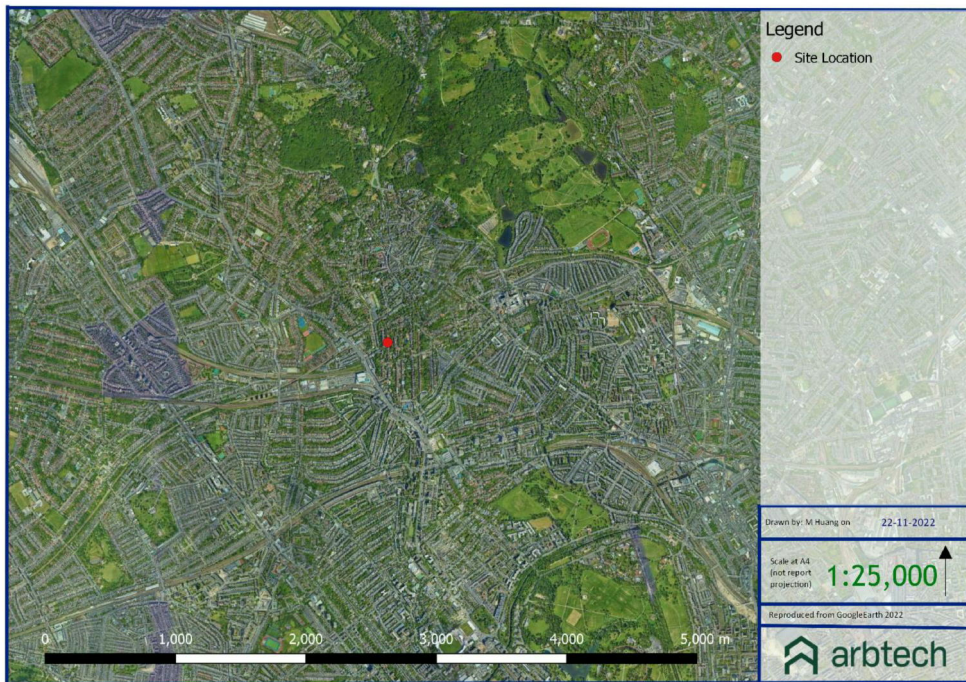 Legend
Site Location
Drawn by: M Huang on 22-11-2022
Scale at A4
(not report
projection)
1:25,000
Reproduced from GoogleEarth 2022
arbtech
0 1,000 2,000 3,000 4,000 5,000 m